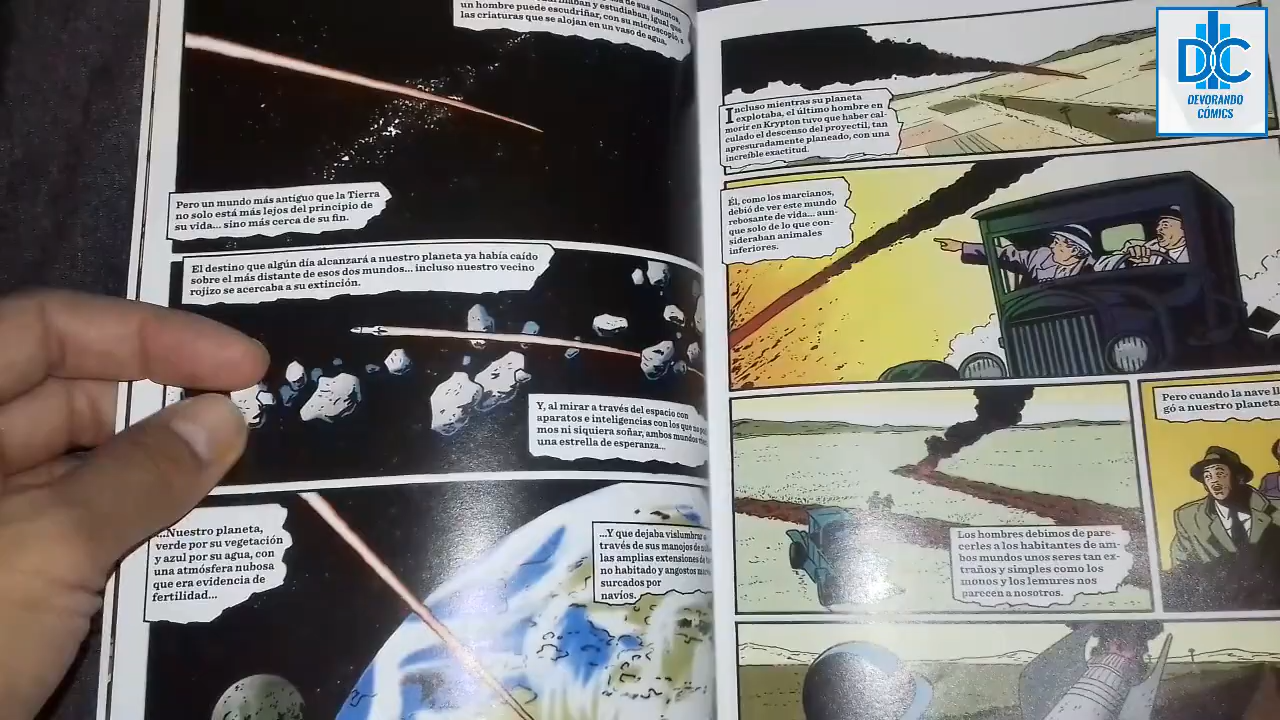 de sus asuntos,
y estudiaban, igual que
un hombre puede escudriñar, con su microscopio, a
las criaturas que se alojan en un vaso de agua.
Pero un mundo más antiguo que la Tierra
no solo está más lejos del principio de
su vida... sino más cerca de su fin.
El destino que algún día alcanzará a nuestro planeta ya había caído
sobre el más distante de esos dos mundos... incluso nuestro vecino
rojizo se acercaba a su extinción.
Y, al mirar a través del espacio con
aparatos e inteligencias con los que no
mos ni siquiera soñar, ambos mundos
una estrella de esperanza...
...Nuestro planeta,
verde por su vegetación
y azul por su agua, con
una atmósfera nubosa
que era evidencia de
fertilidad...
...Y que dejaba vislumbrar
través de sus manojos de
las amplias extensiones de
no habitado y angostos
surcados por
navíos.
Incluso mientras su planeta
explotaba, el último hombre en
morir en Krypton tuvo que haber cal-
culado el descenso del proyectil, tan
apresuradamente planeado, con una
increíble exactitud.
Él, como los marcianos,
debió de ver este mundo
rebosante de vida... aun-
que solo de lo que con-
sideraban animales
inferiores.
Los hombres debimos de pare-
cerles a los habitantes de am-
bos mundos unos seres tan ex-
traños y simples como los
monos y los lemures nos
parecen a nosotros.
Pero cuando la nave ll
gó a nuestro planeta
DC
DEVORANDO
CÓMICS